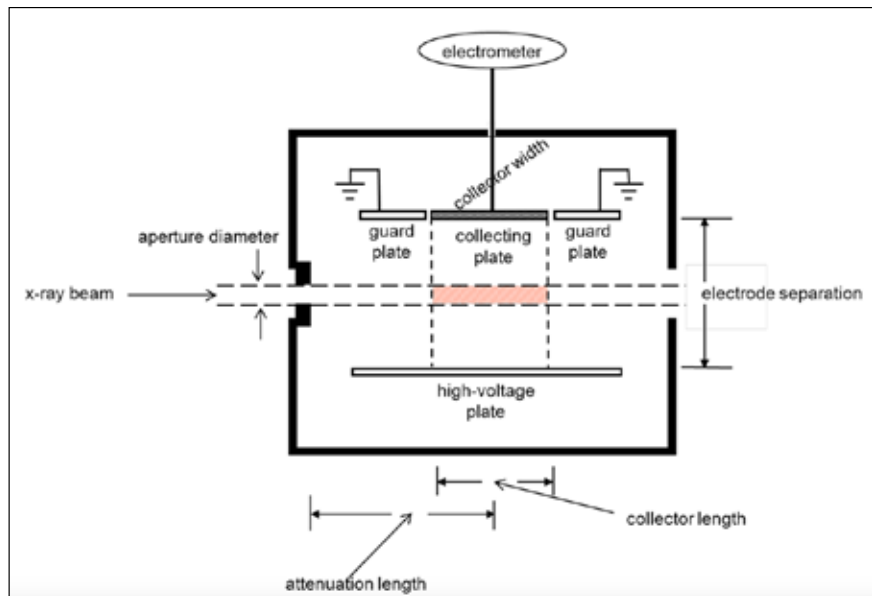 electrometer
collector width
guard
plate
collecting
plate
guard
plate
aperture diameter
x-ray beam
electrode separation
high-voltage
plate
collector length
attenuation length